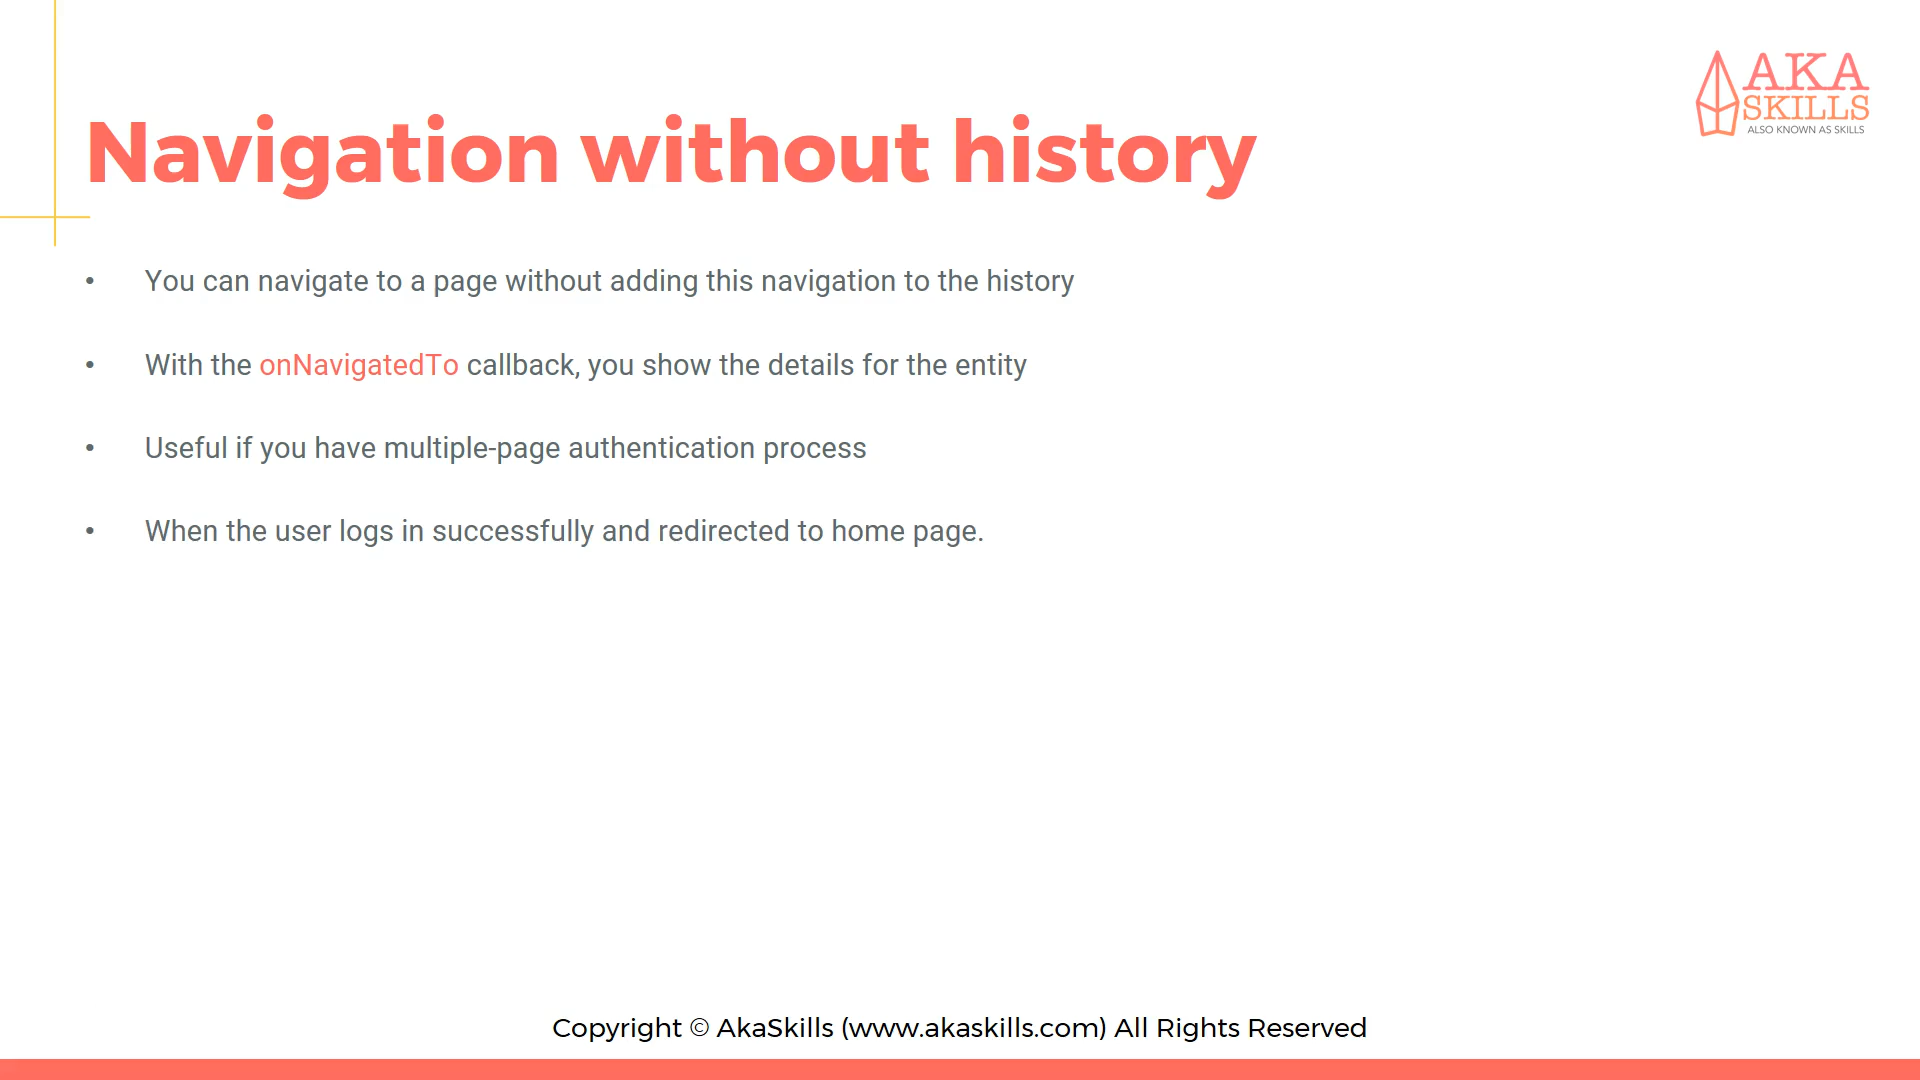 AKA
SKILLS
ALSO KNOWN AS SKILLS
Navigation without history
• You can navigate to a page without adding this navigation to the history
• With the onNavigatedTo callback, you show the details for the entity
• Useful if you have multiple-page authentication process
• When the user logs in successfully and redirected to home page.
Copyright © AkaSkills (www.akaskills.com) All Rights Reserved